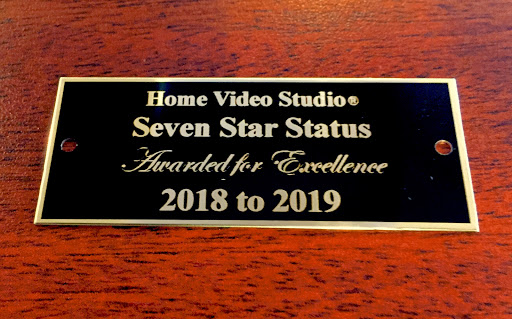 Home Video Studio®
Seven Star Status
Awarded for Excellence
2018 to 2019